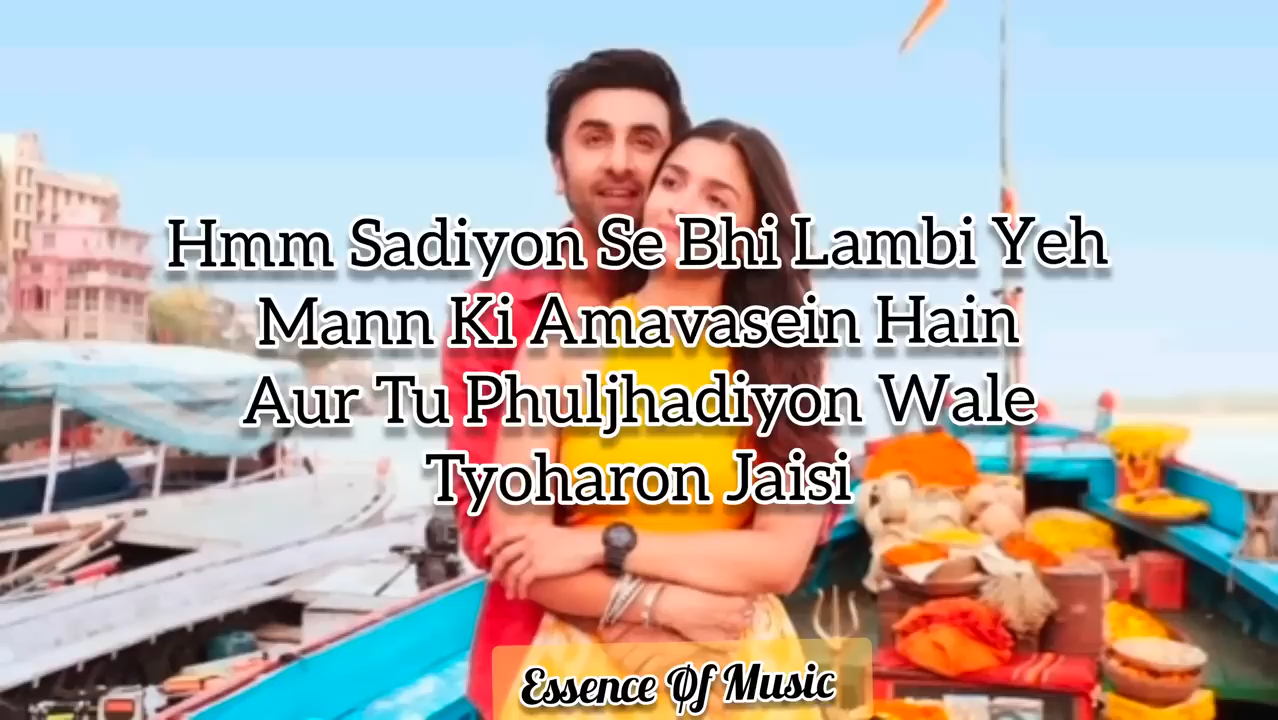 Hmm Sadiyon Se Bhi Lambi Yeh
Mann Ki Amavasein Hain
Aur Tu Phuljhadiyon Wale
Tyoharon Jaisi
Essence Of Music